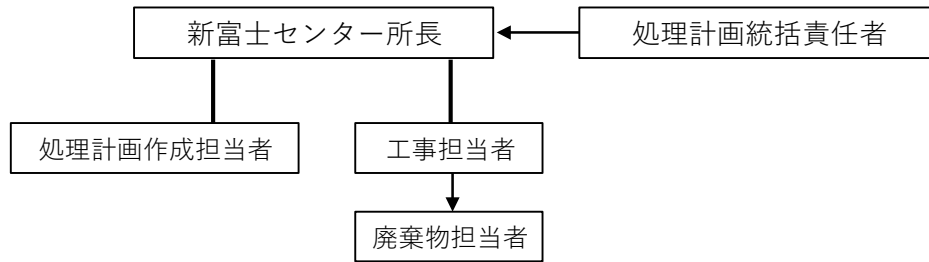 新富士センター所長
処理計画統括責任者
処理計画作成担当者
工事担当者
廃棄物担当者